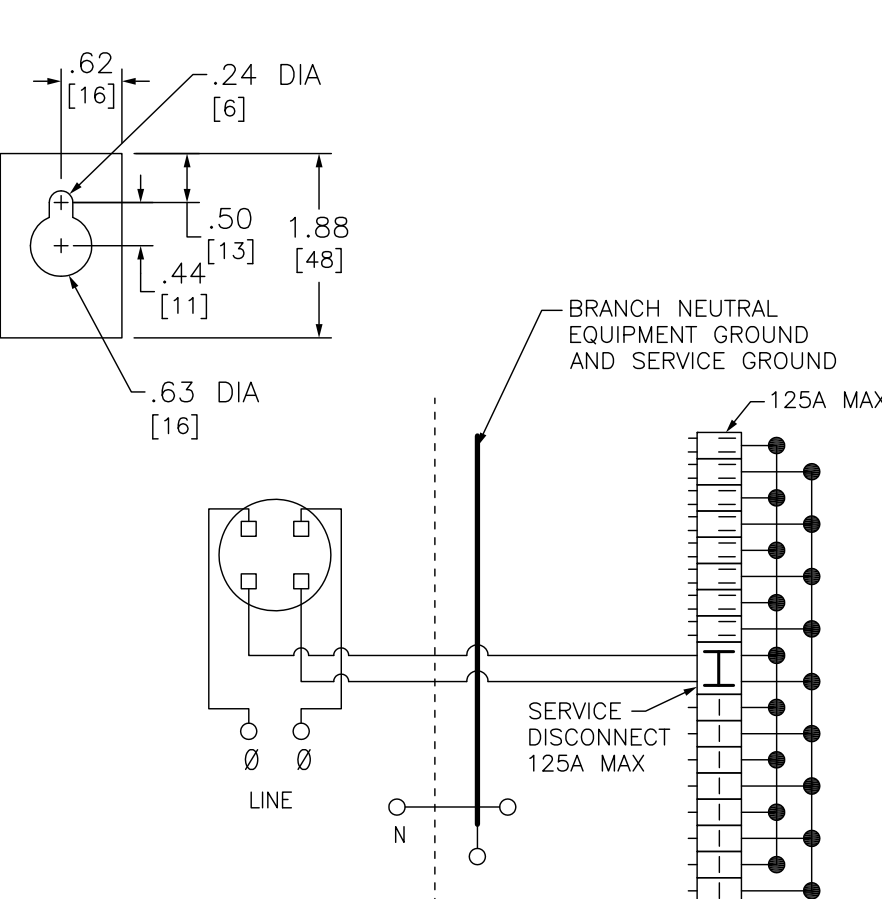 .62
[16]
.24 DIA
[6]
.50
[13]
1.88
[48]
.44
[11]
.63 DIA
[16]
BRANCH NEUTRAL
EQUIPMENT GROUND
AND SERVICE GROUND
125A MAX
SERVICE
DISCONNECT
125A MAX
Ø Ø
LINE
N